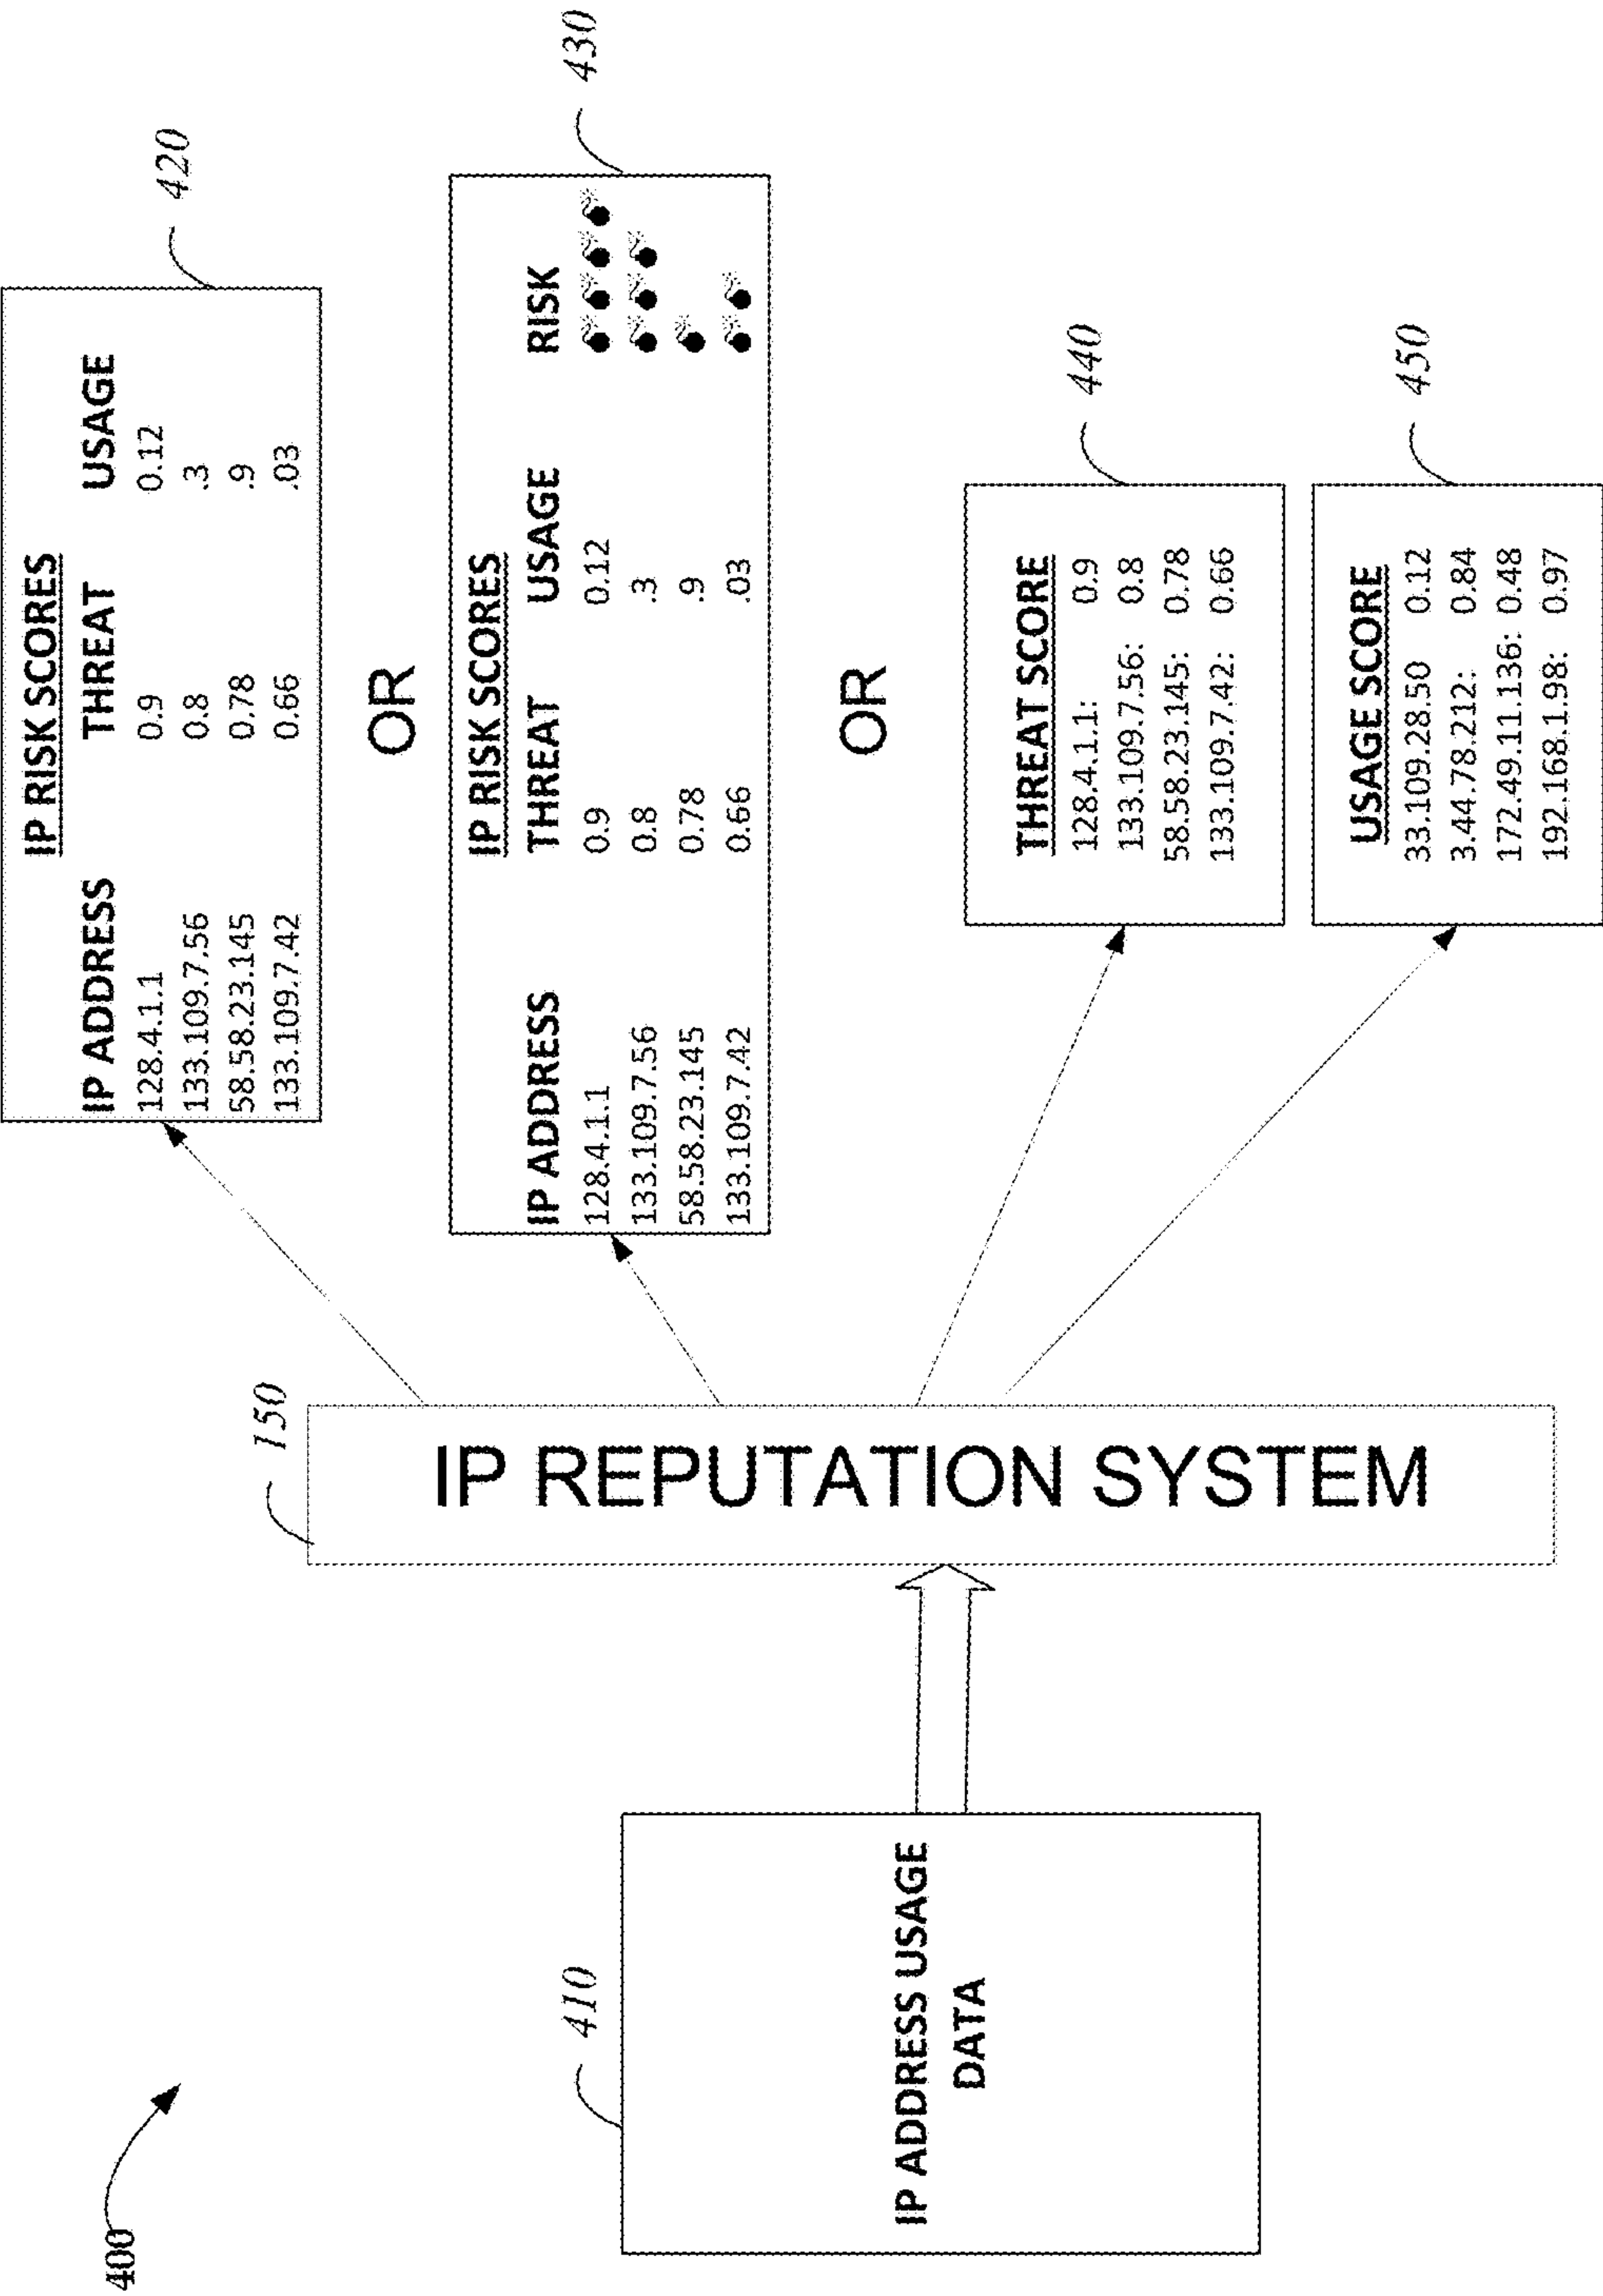 400
410
IP ADDRESS USAGE
DATA
150
IP REPUTATION SYSTEM
420
IP RISK SCORES
IP ADDRESS THREAT USAGE
128.4.1.1 0.9 0.12
133.109.7.56 0.8 .3
58.58.23.145 0.78 .9
133.109.7.42 0.66 .03
OR
430
IP RISK SCORES
IP ADDRESS THREAT USAGE RISK
128.4.1.1 0.9 0.12
133.109.7.56 0.8 .3
58.58.23.145 0.78 .9
133.109.7.42 0.66 .03
OR
440
THREAT SCORE
128.4.1.1: 0.9
133.109.7.56: 0.8
58.58.23.145: 0.78
133.109.7.42: 0.66
450
USAGE SCORE
33.109.28.50 0.12
3.44.78.212: 0.84
172.49.11.136: 0.48
192.168.1.98: 0.97